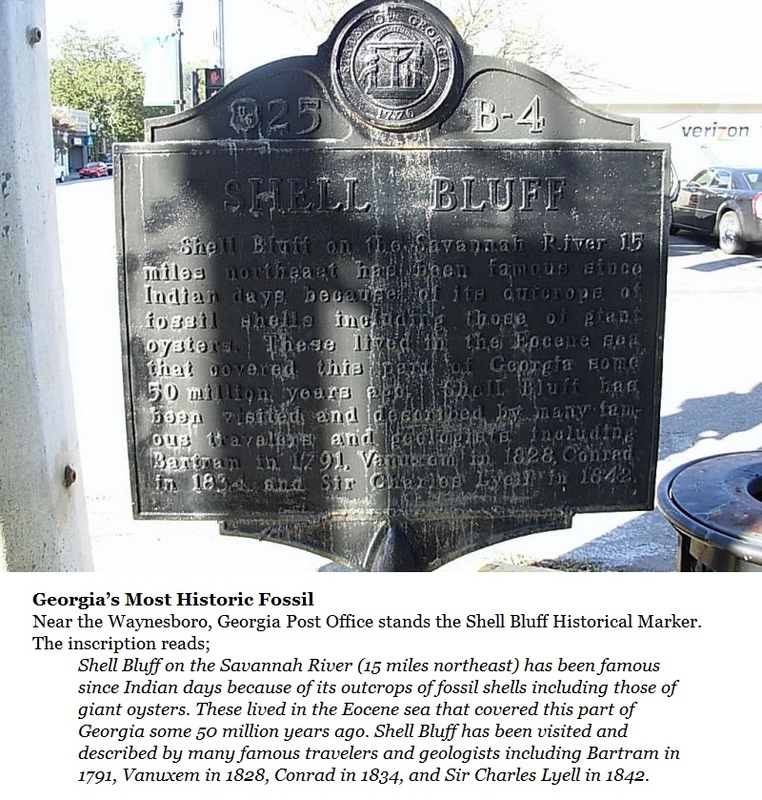 STATE OF GEORGIA
1776
025 B-4
verizon
SHELL BLUFF
Shell Bluff on the Savannah River 15
miles northeast has been famous since
Indian days because of its outcrops of
fossil shells including those of giant
oysters. These lived in the Eocene sea
that covered this part of Georgia some
50 million years ago. Shell Bluff has
been visited and described by many fam-
ous travelers and geologists including
Bartram in 1791, Vanuxem in 1828, Conrad
in 1834, and Sir Charles Lyell in 1842.
Georgia’s Most Historic Fossil
Near the Waynesboro, Georgia Post Office stands the Shell Bluff Historical Marker.
The inscription reads;
Shell Bluff on the Savannah River (15 miles northeast) has been famous
since Indian days because of its outcrops of fossil shells including those of
giant oysters. These lived in the Eocene sea that covered this part of
Georgia some 50 million years ago. Shell Bluff has been visited and
described by many famous travelers and geologists including Bartram in
1791, Vanuxem in 1828, Conrad in 1834, and Sir Charles Lyell in 1842.